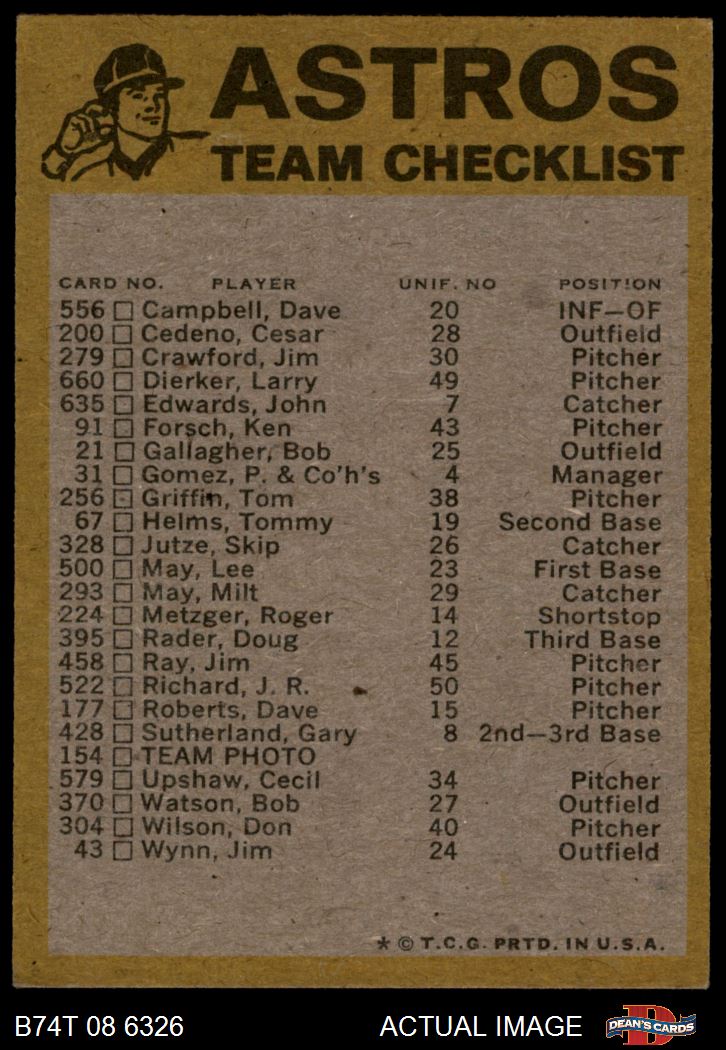 ASTROS
TEAM CHECKLIST
CARD NO. PLAYER UNIF. NO POSITION
556 Campbell, Dave 20 INF-OF
200 Cedeno, Cesar 28 Outfield
279 Crawford, Jim 30 Pitcher
660 Dierker, Larry 49 Pitcher
635 Edwards, John 7 Catcher
91 Forsch, Ken 43 Pitcher
21 Gallagher, Bob 25 Outfield
31 Gomez, P. & Co'h's 4 Manager
256 Griffin, Tom 38 Pitcher
67 Helms, Tommy 19 Second Base
328 Jutze, Skip 26 Catcher
500 May, Lee 23 First Base
293 May, Milt 29 Catcher
224 Metzger, Roger 14 Shortstop
395 Rader, Doug 12 Third Base
458 Ray, Jim 45 Pitcher
522 Richard, J. R. 50 Pitcher
177 Roberts, Dave 15 Pitcher
428 Sutherland, Gary 8 2nd-3rd Base
154 TEAM PHOTO
579 Upshaw, Cecil 34 Pitcher
370 Watson, Bob 27 Outfield
304 Wilson, Don 40 Pitcher
43 Wynn, Jim 24 Outfield
* © T.C.G. PRTD. IN U.S.A.
B74T 08 6326 ACTUAL IMAGE D DEAN'S CARDS